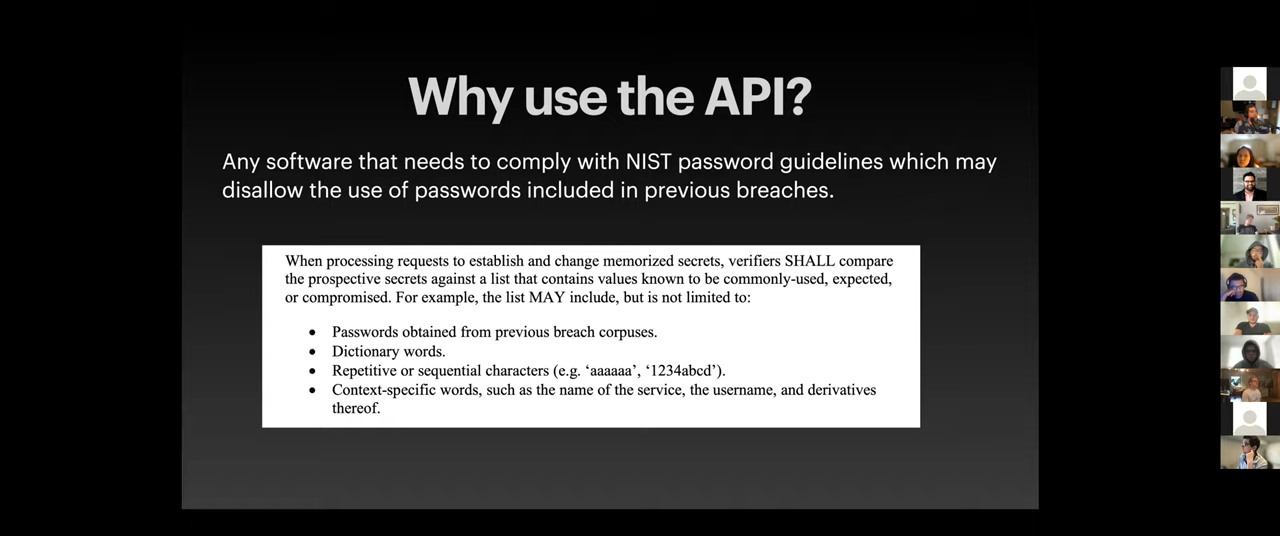 Why use the API?
Any software that needs to comply with NIST password guidelines which may
disallow the use of passwords included in previous breaches.
When processing requests to establish and change memorized secrets, verifiers SHALL compare
the prospective secrets against a list that contains values known to be commonly-used, expected,
or compromised. For example, the list MAY include, but is not limited to:
• Passwords obtained from previous breach corpuses.
• Dictionary words.
• Repetitive or sequential characters (e.g. ‘aaaaaa’, ‘1234abcd’).
• Context-specific words, such as the name of the service, the username, and derivatives
thereof.